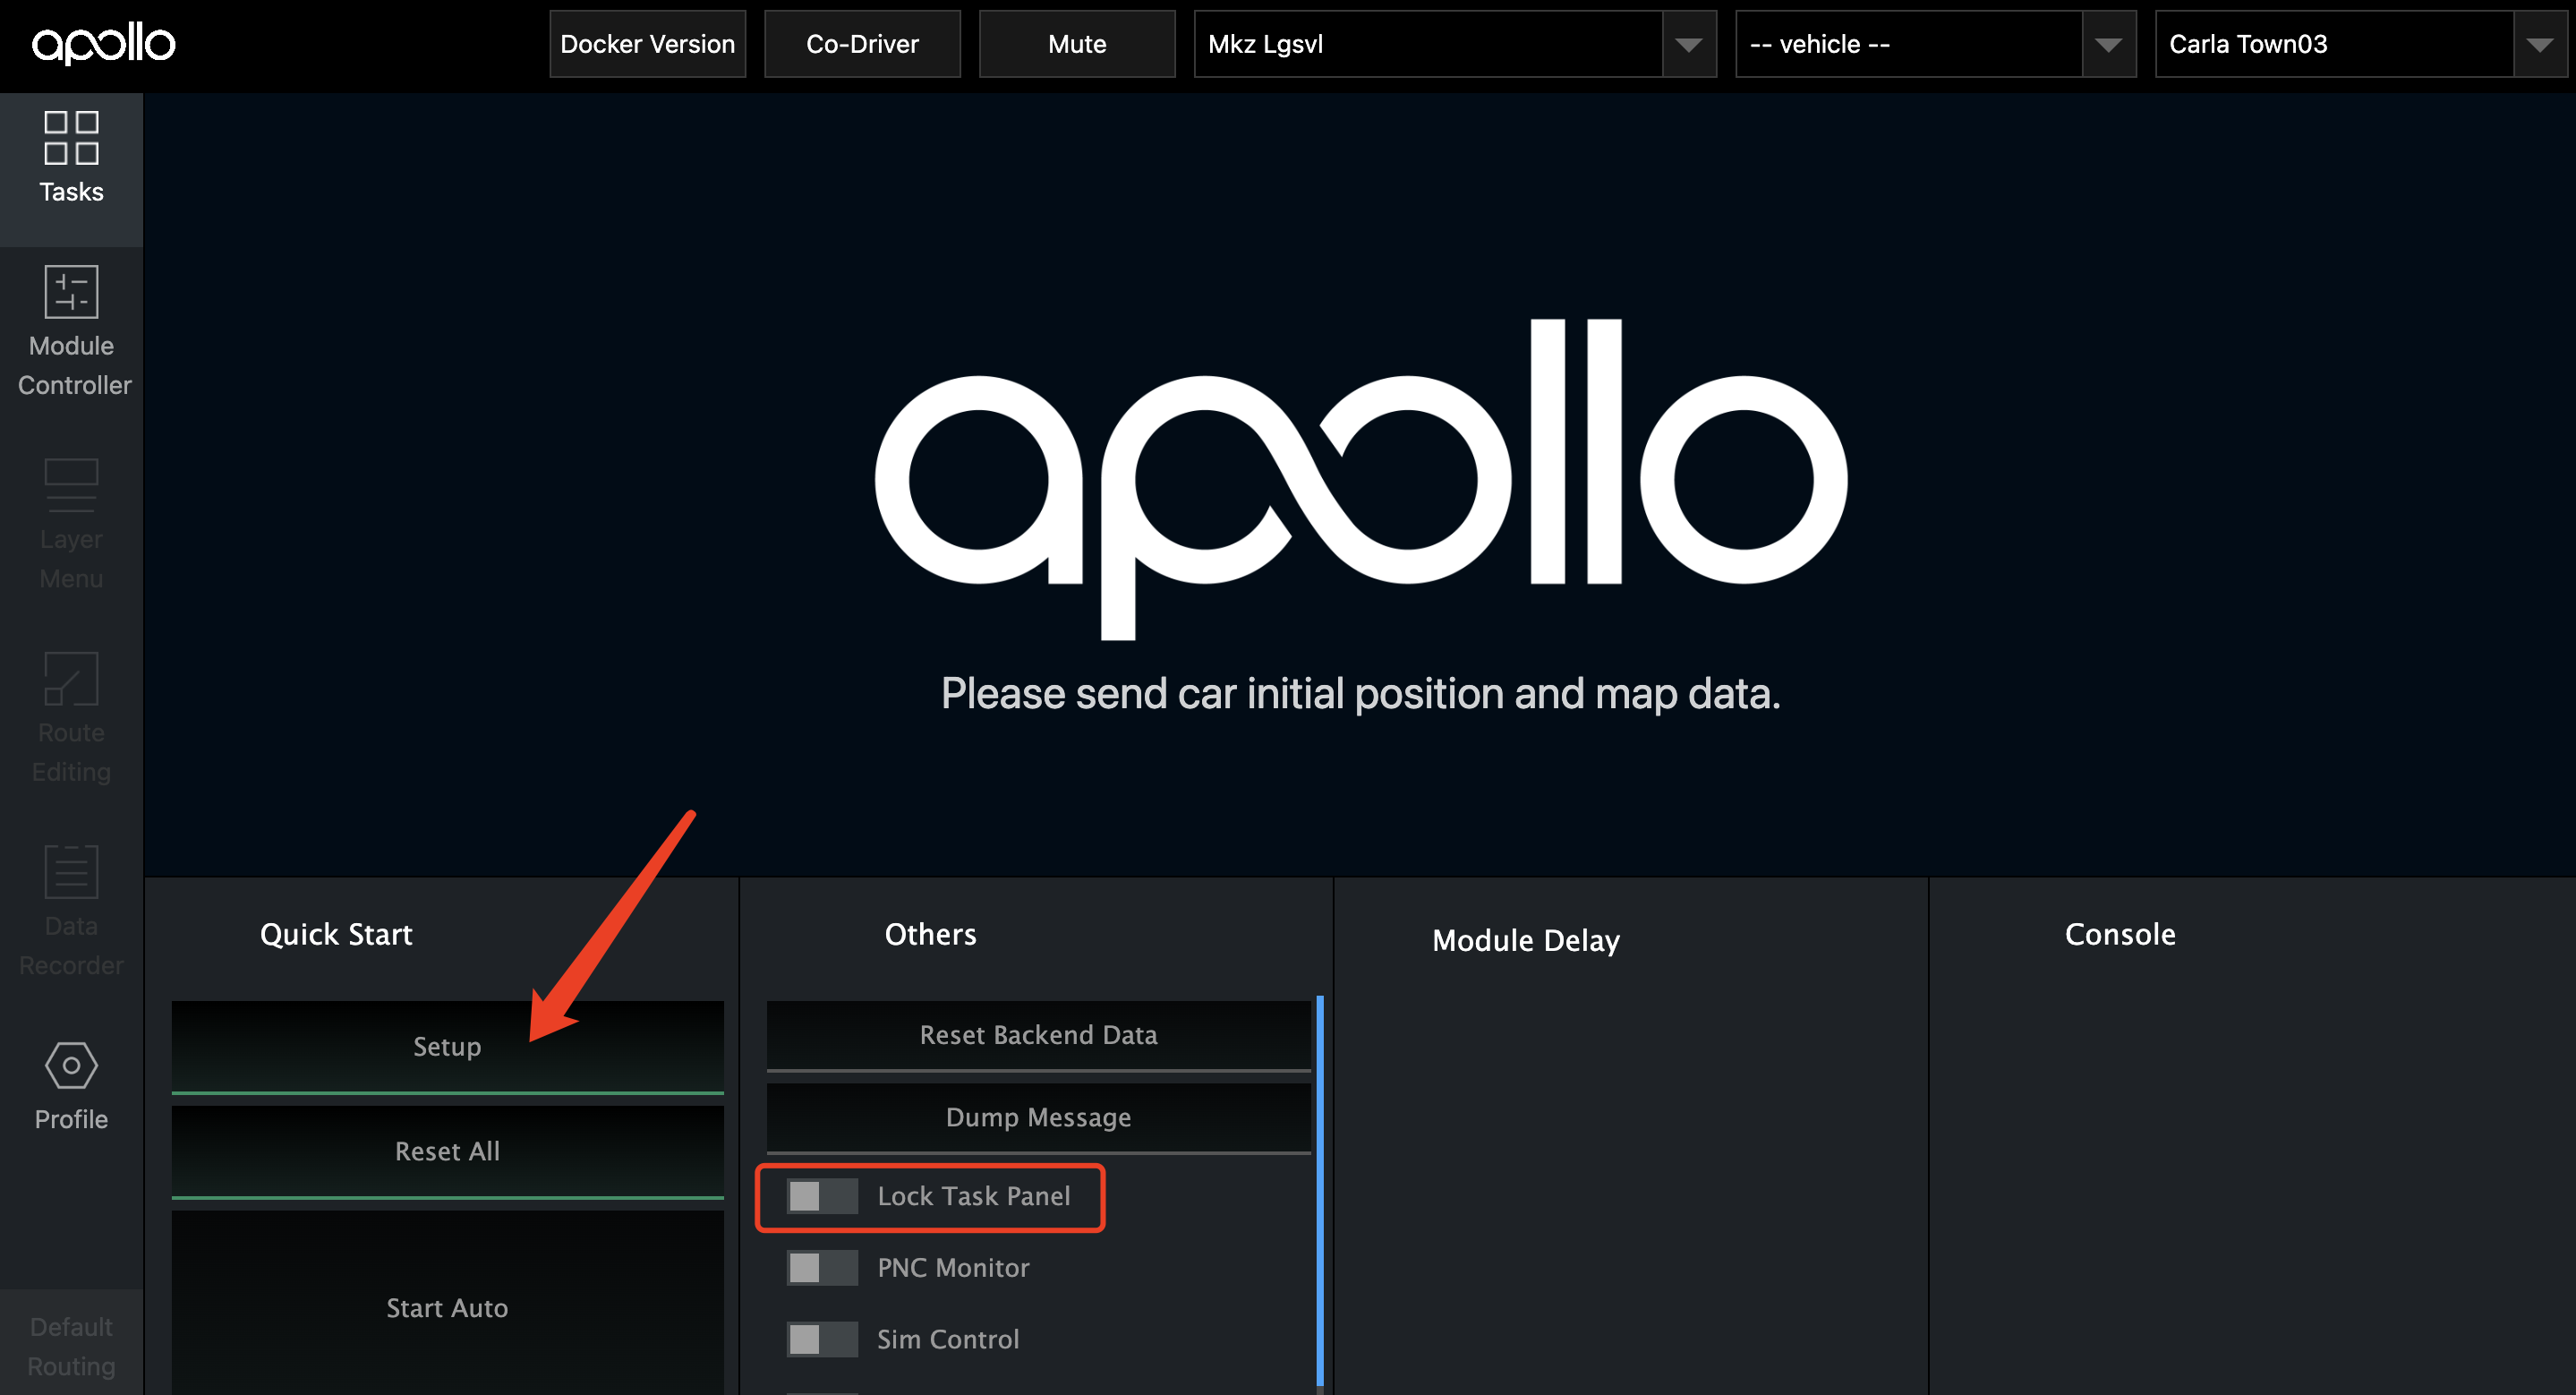 apollo
Docker Version
Co-Driver
Mute
Mkz Lgsvl
-- vehicle --
Carla Town03
Tasks
Module
Controller
Layer
Menu
Route
Editing
Data
Recorder
Profile
Default
Routing
apollo
Please send car initial position and map data.
Quick Start
Setup
Reset All
Start Auto
Others
Reset Backend Data
Dump Message
Lock Task Panel
PNC Monitor
Sim Control
Module Delay
Console